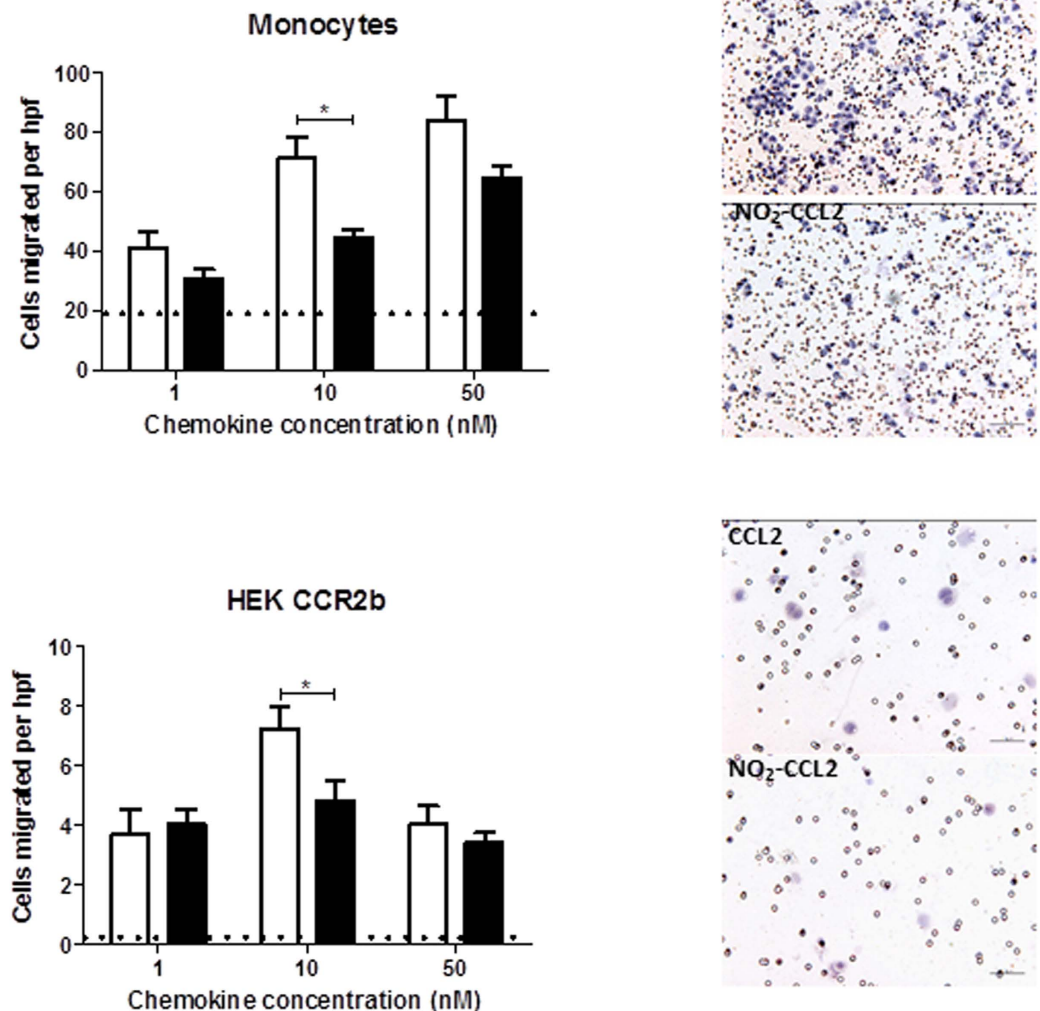 Monocytes
Cells migrated per hpf
100
80
60
40
20
0
*
1 10 50
Chemokine concentration (nM)
NO₂-CCL2
HEK CCR2b
Cells migrated per hpf
10
8
6
4
2
0
*
1 10 50
Chemokine concentration (nM)
CCL2
NO₂-CCL2